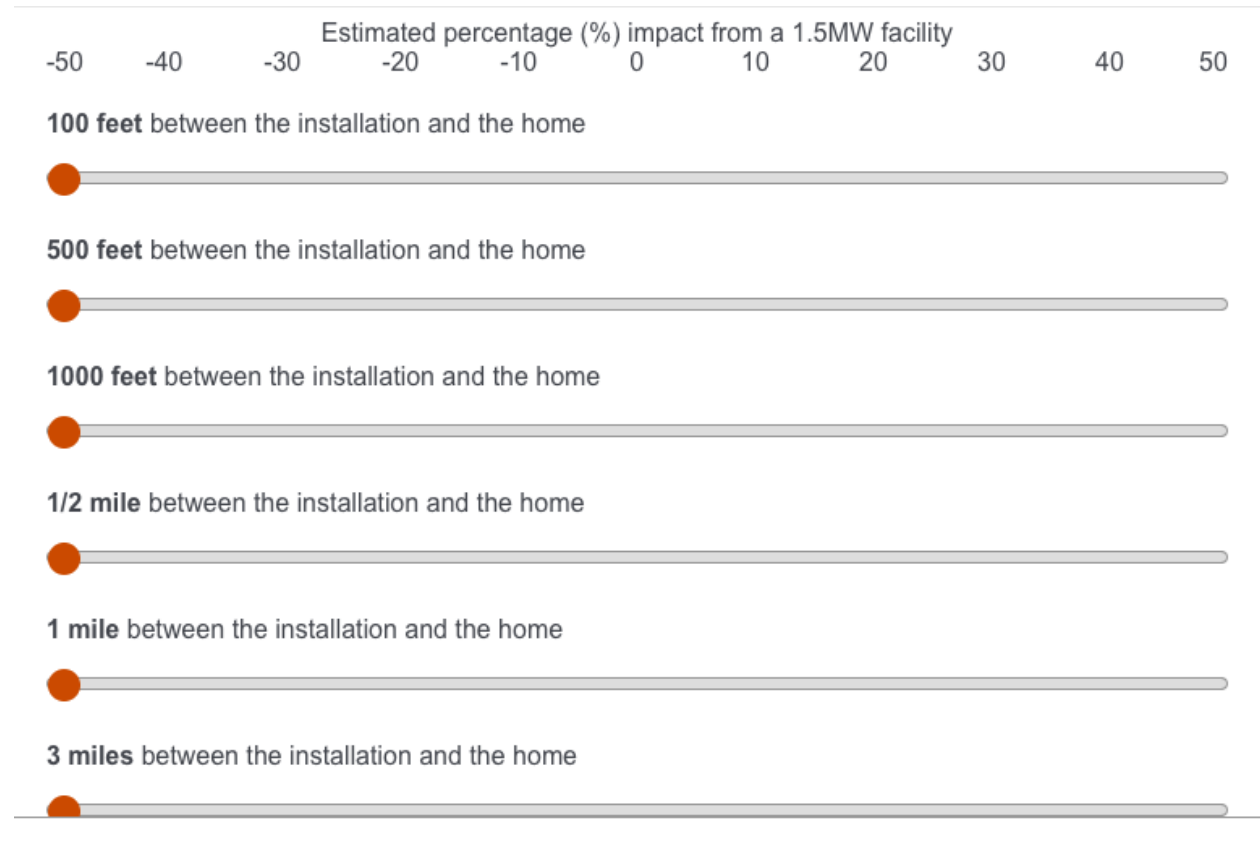 Estimated percentage (%) impact from a 1.5MW facility
-50 -40 -30 -20 -10 0 10 20 30 40 50
100 feet between the installation and the home
500 feet between the installation and the home
1000 feet between the installation and the home
1/2 mile between the installation and the home
1 mile between the installation and the home
3 miles between the installation and the home